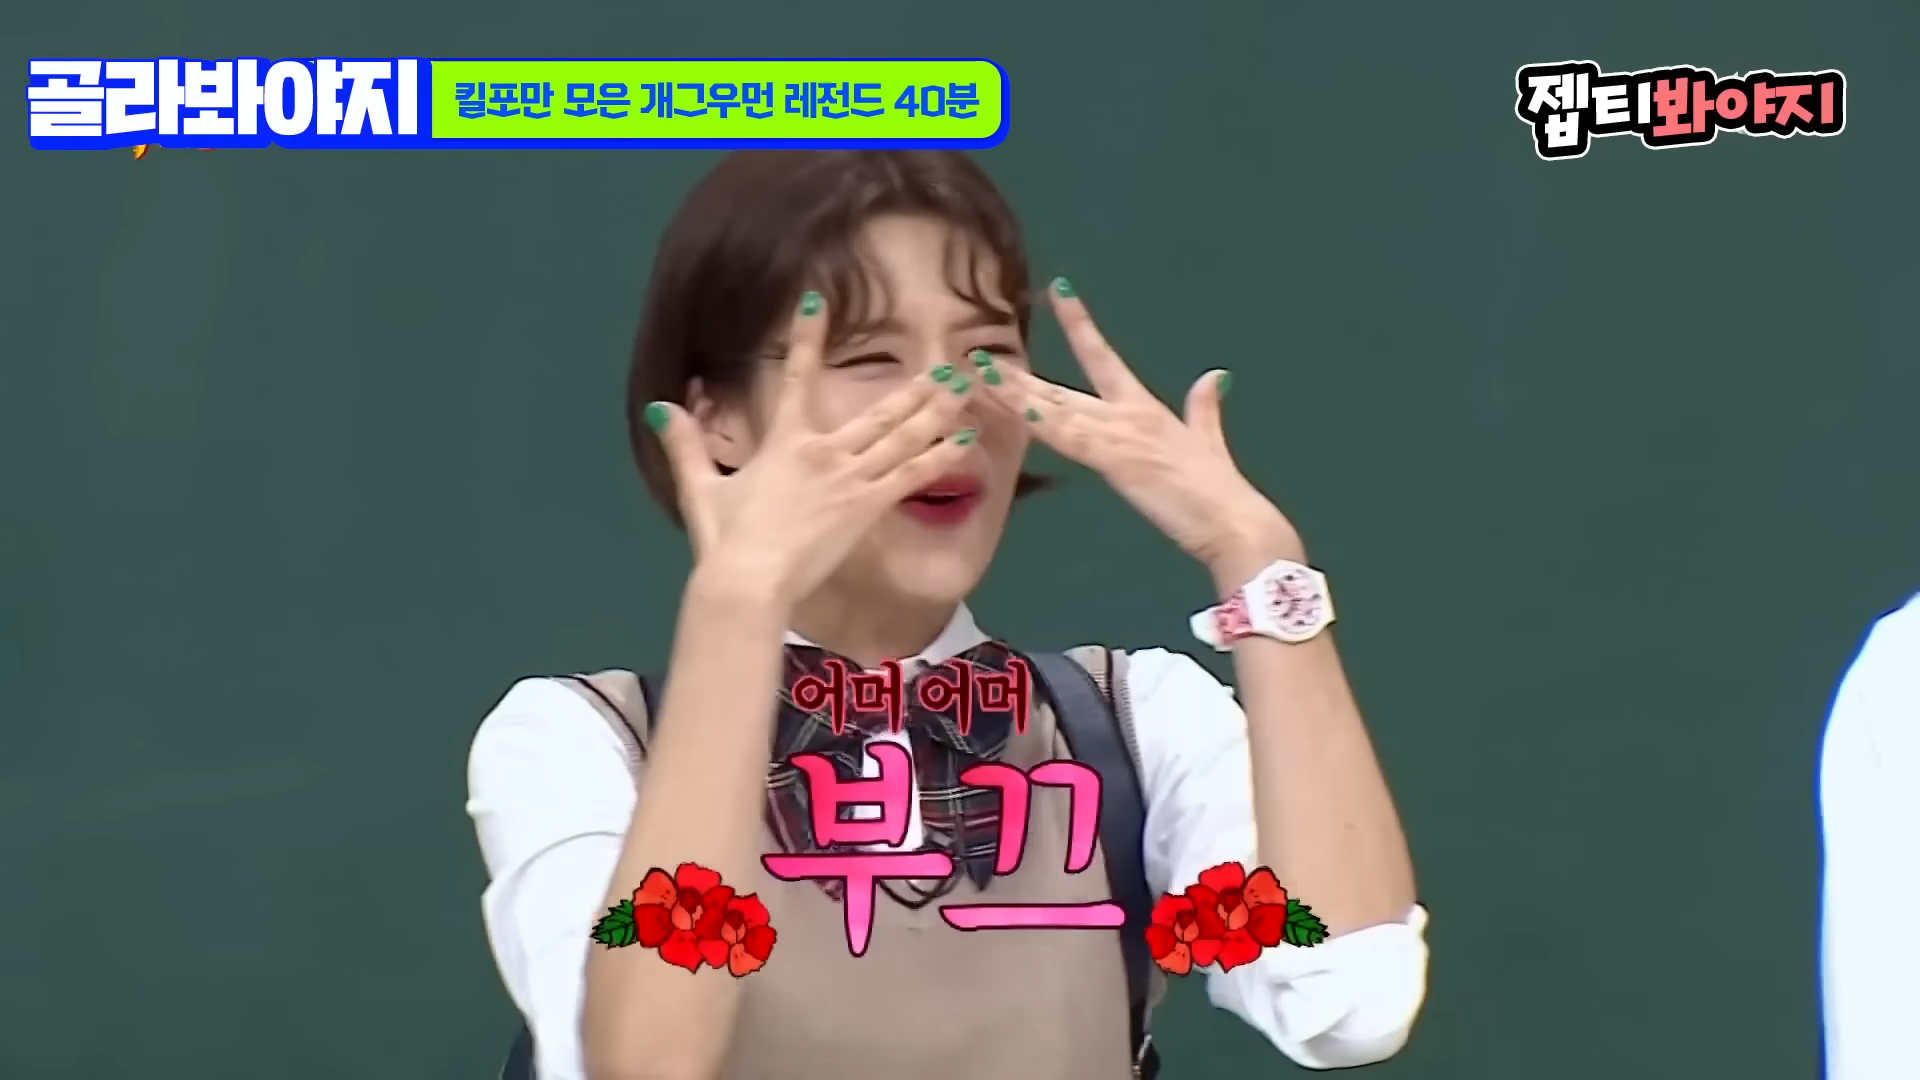 골라봐야지
킬포만 모은 개그우먼 레전드 40분
젭티봐야지
어머 어머
부끄